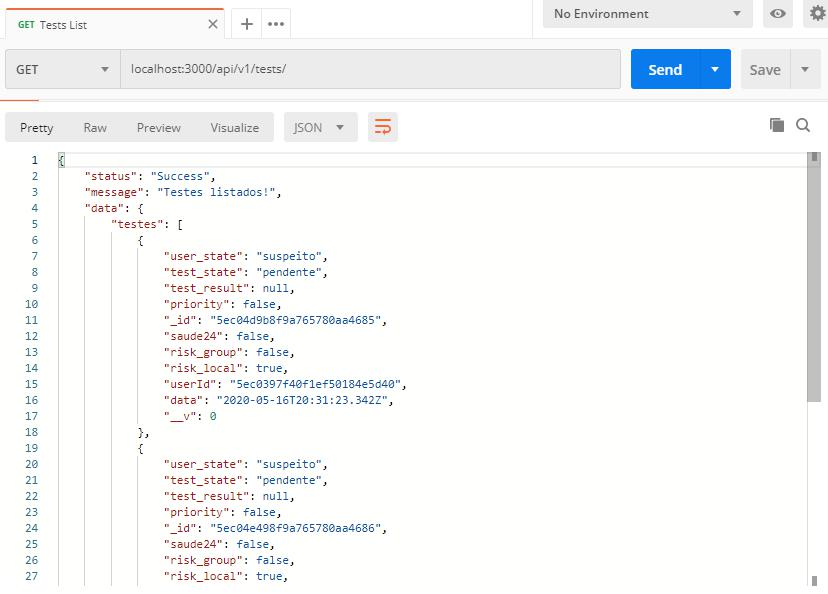 GET Tests List
No Environment
GET localhost:3000/api/v1/tests/ Send Save
Pretty Raw Preview Visualize JSON
1 {
2 "status": "Success",
3 "message": "Testes listados!",
4 "data": {
5 "testes": [
6 {
7 "user_state": "suspeito",
8 "test_state": "pendente",
9 "test_result": null,
10 "priority": false,
11 "_id": "5ec04d9b8f9a765780aa4685",
12 "saude24": false,
13 "risk_group": false,
14 "risk_local": true,
15 "userId": "5ec0397f40f1ef50184e5d40",
16 "data": "2020-05-16T20:31:23.342Z",
17 "__v": 0
18 },
19 {
20 "user_state": "suspeito",
21 "test_state": "pendente",
22 "test_result": null,
23 "priority": false,
24 "_id": "5ec04e498f9a765780aa4686",
25 "saude24": false,
26 "risk_group": false,
27 "risk_local": true,